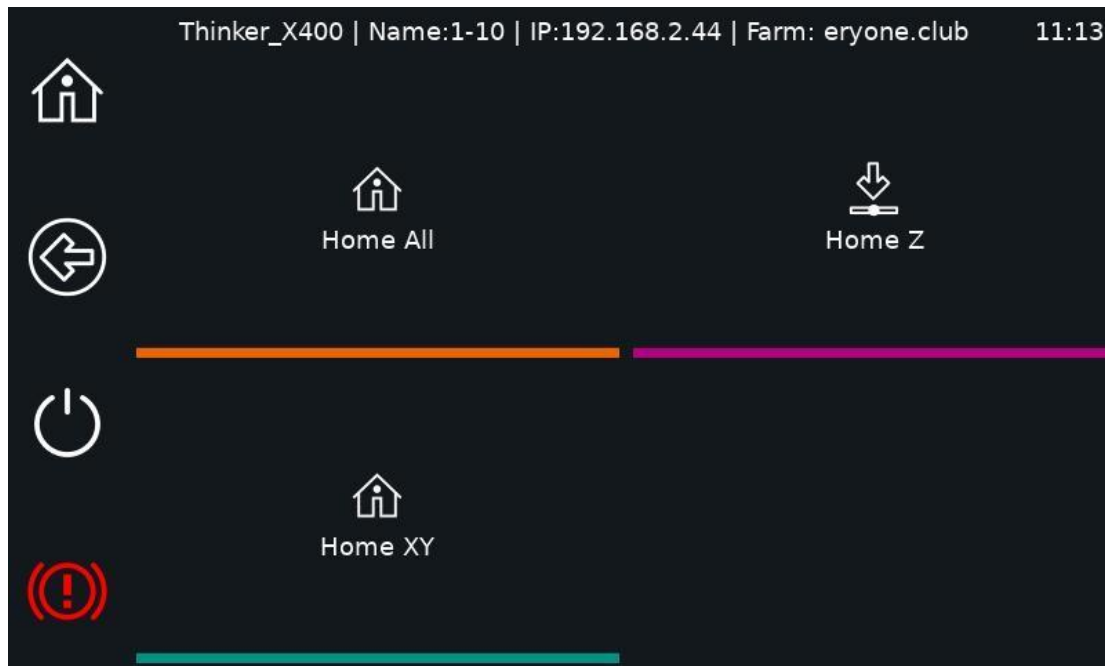 Thinker_X400 | Name:1-10 | IP:192.168.2.44 | Farm: eryone.club 11:13
Home All
Home Z
Home XY